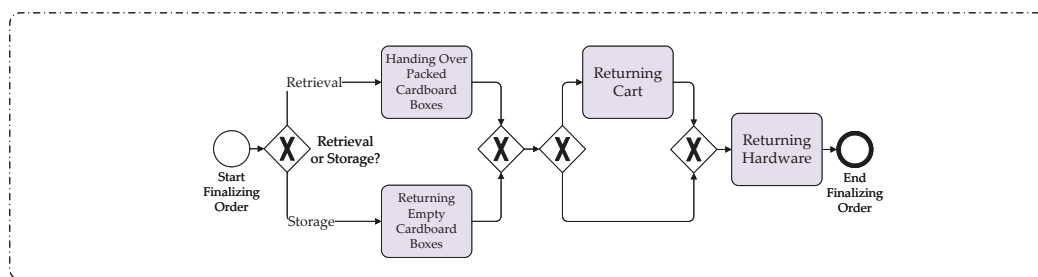 Start
Finalizing
Order
Retrieval
or Storage?
Retrieval
Storage
Handing Over
Packed
Cardboard
Boxes
Returning
Empty
Cardboard
Boxes
Returning
Cart
Returning
Hardware
End
Finalizing
Order